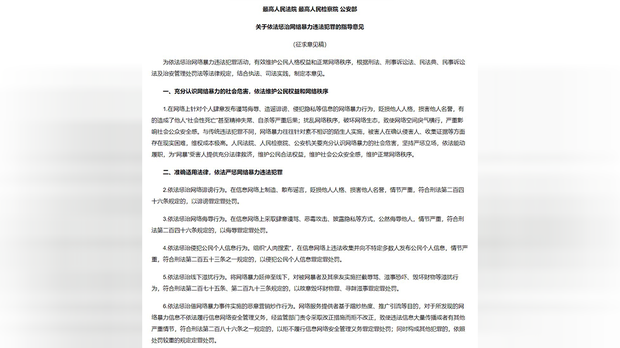 最高人民法院 最高人民检察院 公安部
关于依法惩治网络暴力违法犯罪的指导意见
（征求意见稿）
为依法惩治网络暴力违法犯罪活动，有效维护公民人格权益和正常网络秩序，根据刑法、刑事诉讼法、民法典、民事诉讼
法及治安管理处罚法等法律规定，结合执法、司法实践，制定本意见。
一、充分认识网络暴力的社会危害，依法维护公民权益和网络秩序
1.在网络上针对个人肆意发布谩骂侮辱、造谣诽谤、侵犯隐私等信息的网络暴力行为，贬损他人人格，损害他人名誉，有
的造成了他人“社会性死亡”甚至精神失常、自杀等严重后果；扰乱网络秩序，破坏网络生态，致使网络空间戾气横行，严重影
响社会公众安全感。与传统违法犯罪不同，网络暴力往往针对素不相识的陌生人实施，被害人在确认侵害人、收集证据等方面
存在现实困难，维权成本极高。人民法院、人民检察院、公安机关要充分认识网络暴力的社会危害，坚持严惩立场，依法能动
履职，为“网暴”受害人提供充分法律救济，维护公民合法权益，维护社会公众安全感，维护正常网络秩序。
二、准确适用法律，依法严惩网络暴力违法犯罪
2.依法惩治网络诽谤行为。在信息网络上制造、散布谣言，贬损他人人格、损害他人名誉，情节严重，符合刑法第二百四
十六条规定的，以诽谤罪定罪处罚。
3.依法惩治网络侮辱行为。在信息网络上采取肆意谩骂、恶意攻击、披露隐私等方式，公然侮辱他人，情节严重，符合刑
法第二百四十六条规定的，以侮辱罪定罪处罚。
4.依法惩治侵犯公民个人信息行为。组织“人肉搜索”，在信息网络上违法收集并向不特定多数人发布公民个人信息，情节严
重，符合刑法第二百五十三条之一规定的，以侵犯公民个人信息罪定罪处罚。
5.依法惩治线下滋扰行为。将网络暴力延伸至线下，对被网暴者及其亲友实施拦截辱骂、滋事恐吓、毁坏财物等滋扰行
为，符合刑法第二百七十五条、第二百九十三条规定的，以故意毁坏财物罪、寻衅滋事罪定罪处罚。
6.依法惩治借网络暴力事件实施的恶意营销炒作行为。网络服务提供者基于蹭炒热度、推广引流等目的，对于所发现的网
络暴力信息不依法履行信息网络安全管理义务，经监管部门责令采取改正措施而拒不改正，致使违法信息大量传播或者有其他
严重情节，符合刑法第二百八十六条之一规定的，以拒不履行信息网络安全管理义务罪定罪处罚；同时构成其他犯罪的，依照
处罚较重的规定定罪处罚。